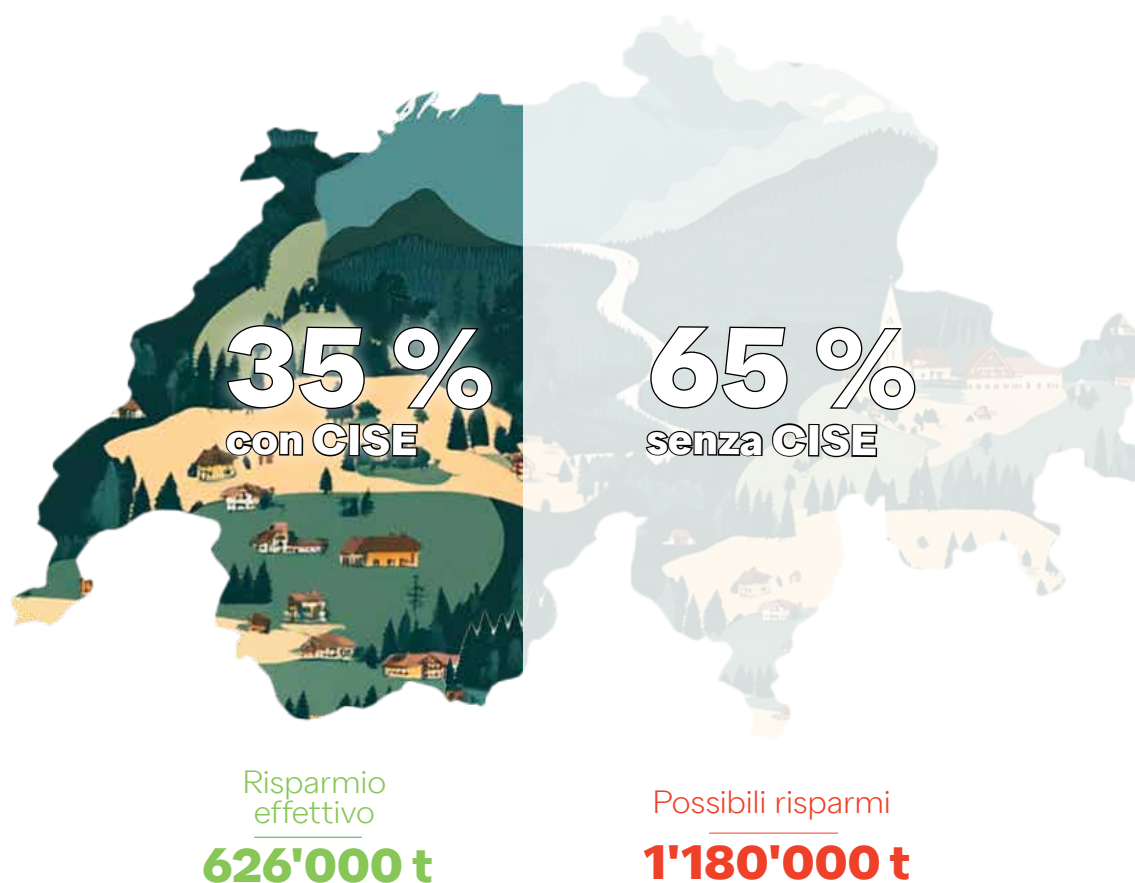 35 %
con CISE
65 %
senza CISE
Risparmio
effettivo
626'000 t
Possibili risparmi
1'180'000 t